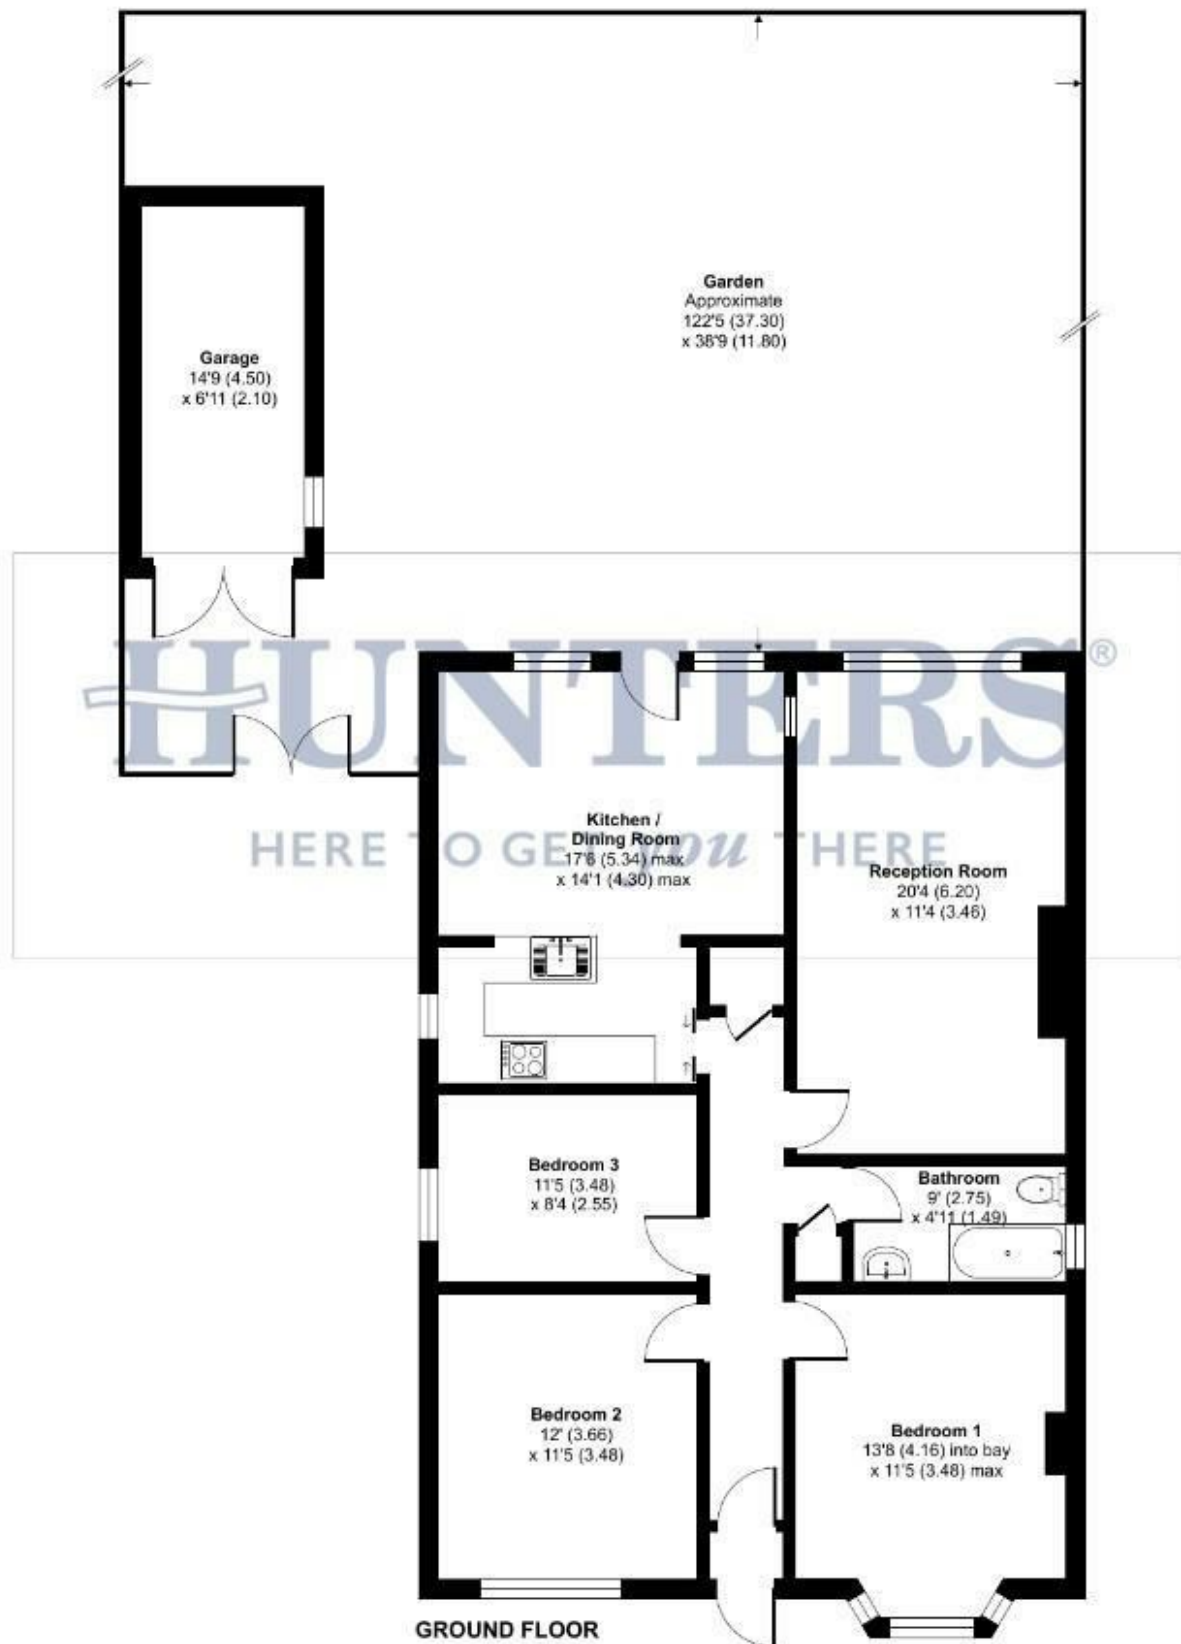 Garden
Approximate
122'5 (37.30)
x 38'9 (11.80)
Garage
14'9 (4.50)
x 6'11 (2.10)
HUNTERS®
HERE TO GET you THERE
Kitchen /
Dining Room
17'6 (5.34) max
x 14'1 (4.30) max
Reception Room
20'4 (6.20)
x 11'4 (3.46)
Bedroom 3
11'5 (3.48)
x 8'4 (2.55)
Bathroom
9' (2.75)
x 4'11 (1.49)
Bedroom 2
12' (3.66)
x 11'5 (3.48)
Bedroom 1
13'8 (4.16) into bay
x 11'5 (3.48) max
GROUND FLOOR